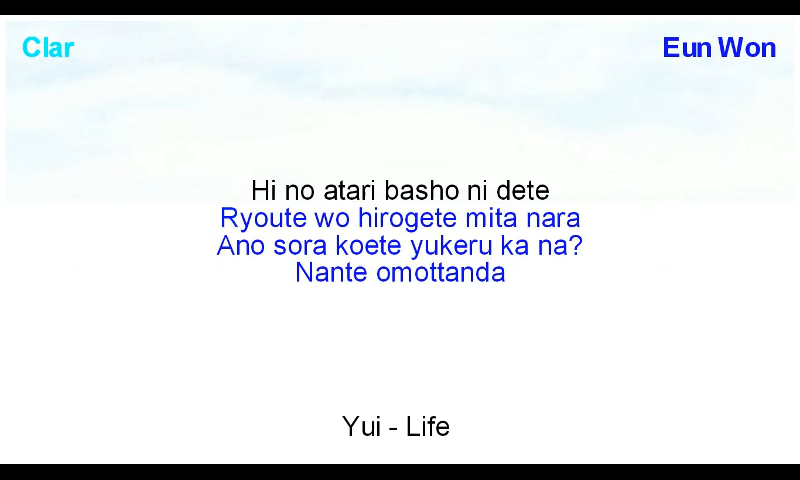 Clar
Eun Won
Hi no atari basho ni dete
Ryoute wo hirogete mita nara
Ano sora koete yukeru ka na?
Nante omottanda
Yui - Life